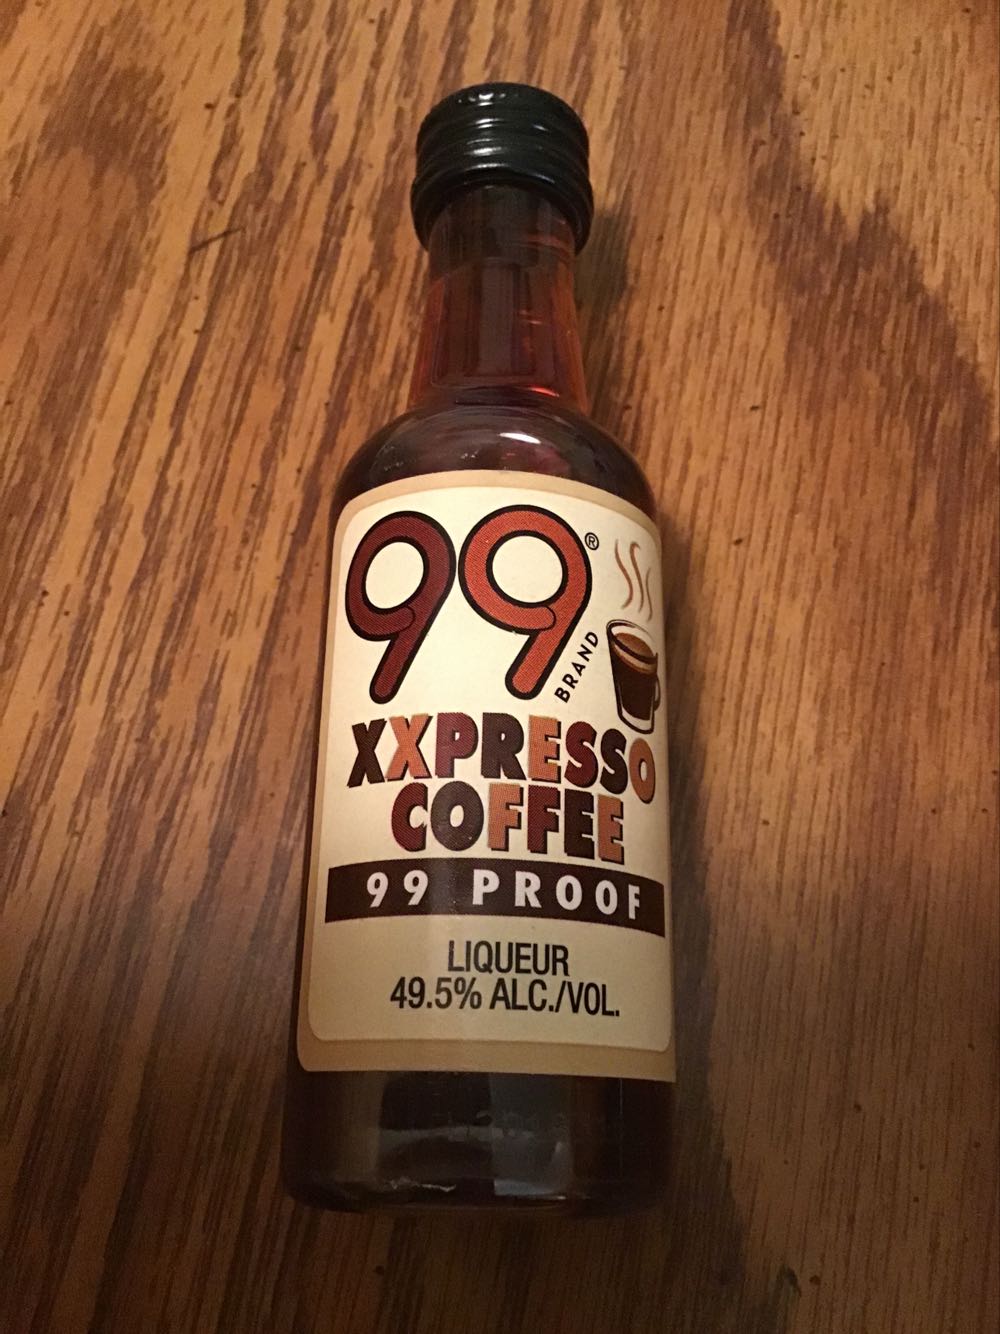 99®
BRAND
XXPRESSO
COFFEE
99 PROOF
LIQUEUR
49.5% ALC./VOL.